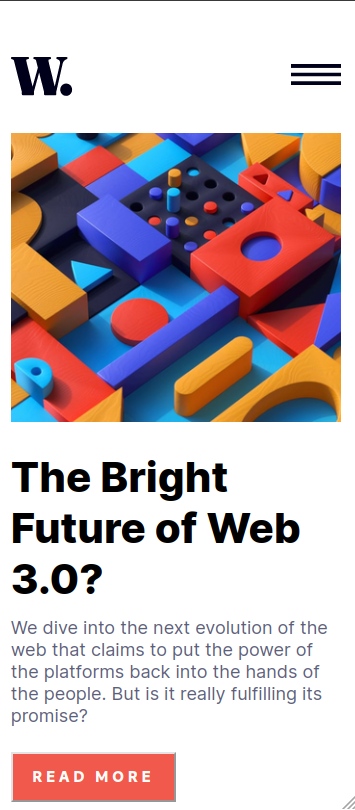 W.
The Bright
Future of Web
3.0?
We dive into the next evolution of the
web that claims to put the power of
the platforms back into the hands of
the people. But is it really fulfilling its
promise?
READ MORE